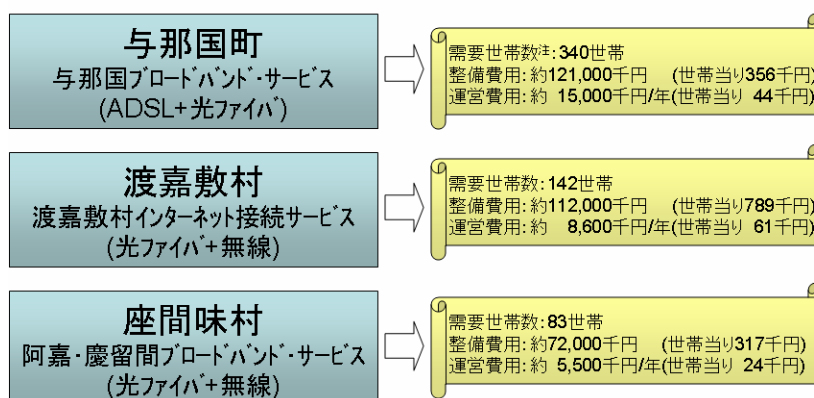 与那国町
与那国ブロードバンド・サービス
(ADSL+光ファイバ)
需要世帯数注:340世帯
整備費用:約121,000千円 (世帯当り356千円)
運営費用:約 15,000千円/年(世帯当り 44千円)
渡嘉敷村
渡嘉敷村インターネット接続サービス
(光ファイバ+無線)
需要世帯数:142世帯
整備費用:約112,000千円 (世帯当り789千円)
運営費用:約 8,600千円/年(世帯当り 61千円)
座間味村
阿嘉・慶留間ブロードバンド・サービス
(光ファイバ+無線)
需要世帯数:83世帯
整備費用:約72,000千円 (世帯当り317千円)
運営費用:約 5,500千円/年(世帯当り 24千円)